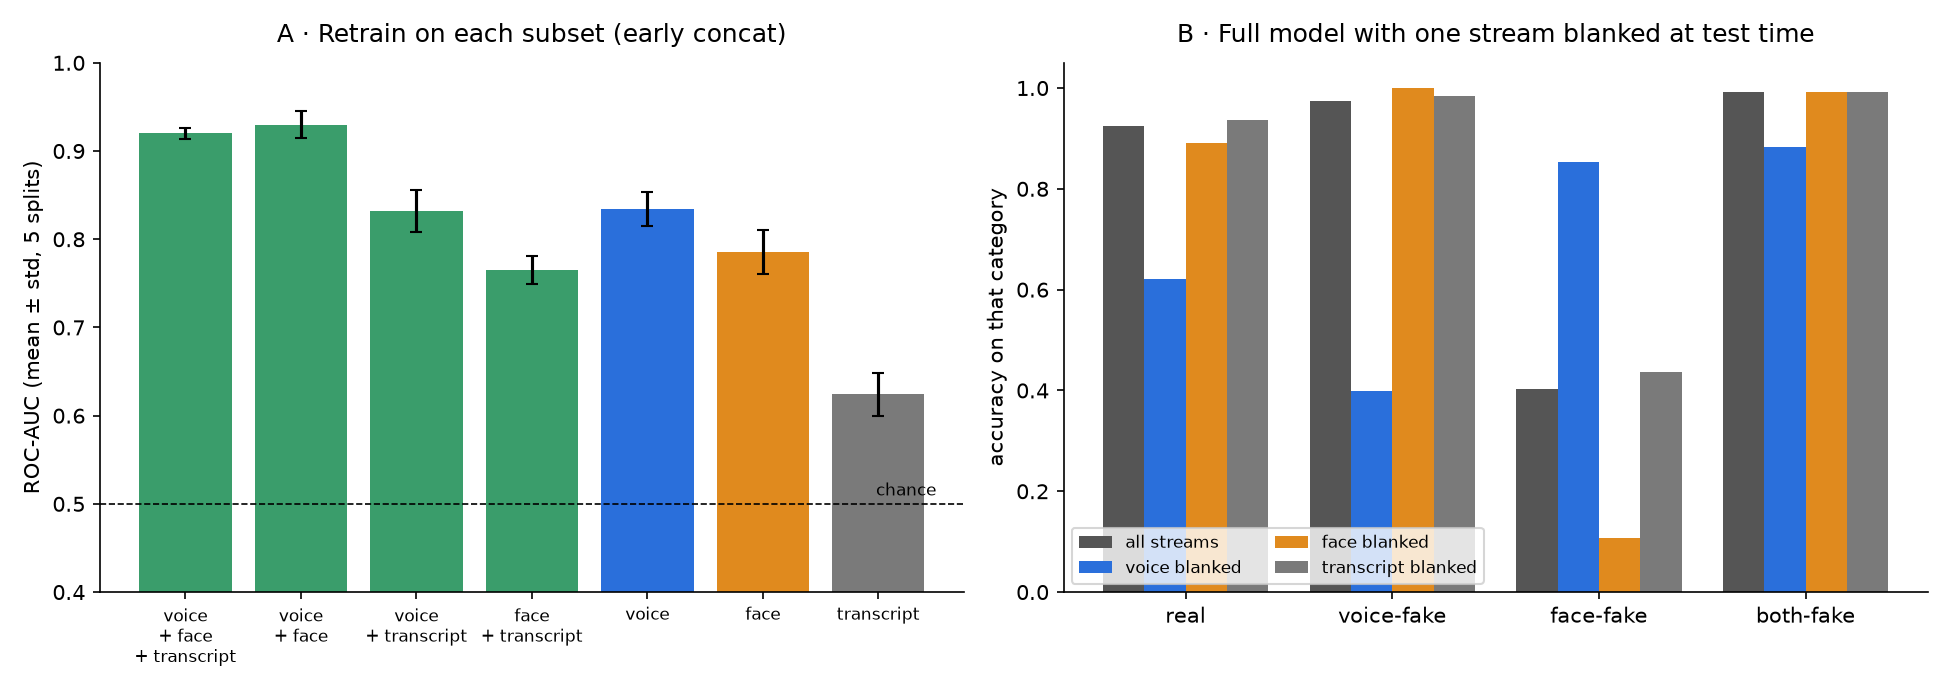 A · Retrain on each subset (early concat)
ROC-AUC (mean ± std, 5 splits)
1.0
0.9
0.8
0.7
0.6
0.5
0.4
chance
voice
+ face
+ transcript
voice
+ face
voice
+ transcript
face
+ transcript
voice
face
transcript
B · Full model with one stream blanked at test time
accuracy on that category
1.0
0.8
0.6
0.4
0.2
0.0
all streams
voice blanked
face blanked
transcript blanked
real
voice-fake
face-fake
both-fake